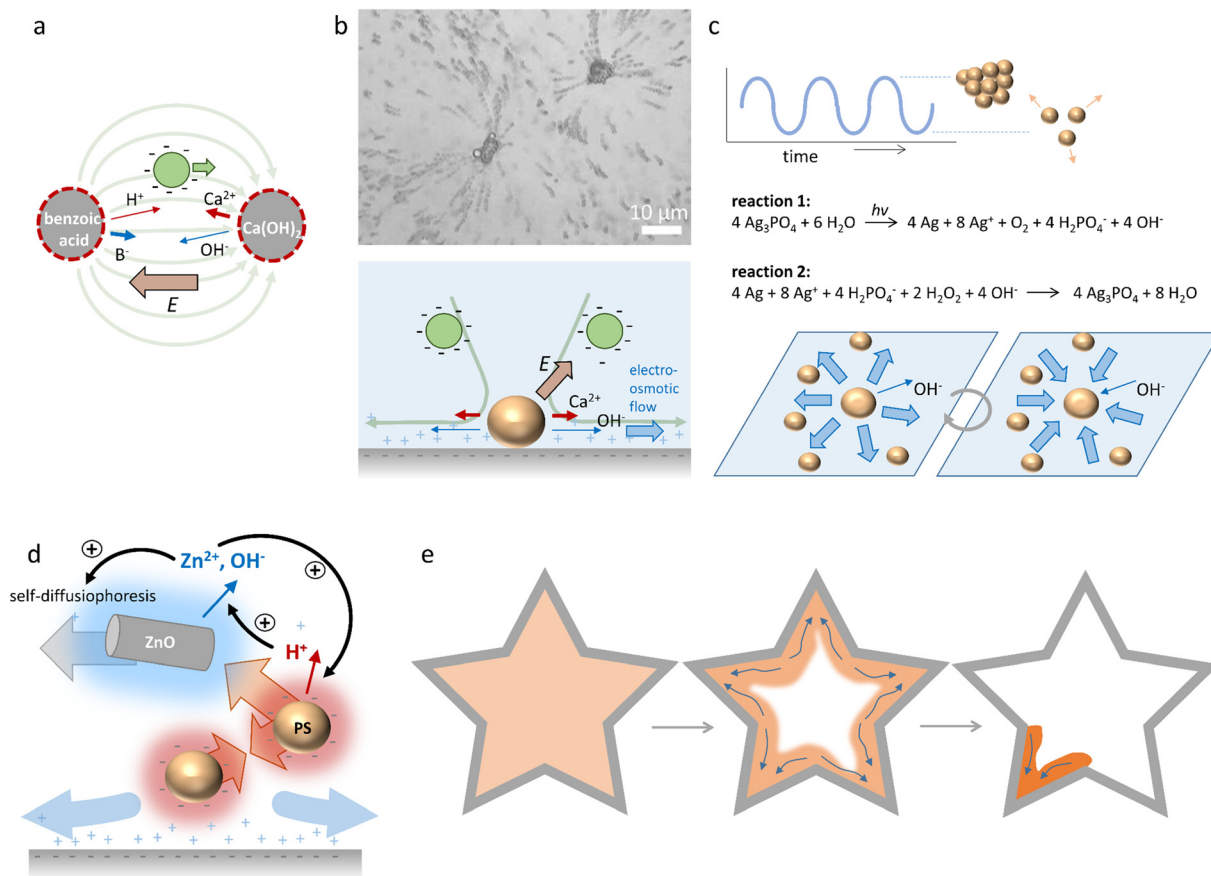 a
benzoic
acid
H⁺
B⁻
Ca²⁺
OH⁻
Ca(OH)₂
E
b
10 μm
E
Ca²⁺
OH⁻
electro-
osmotic
flow
c
time
reaction 1:
4 Ag₃PO₄ + 6 H₂O hv 4 Ag + 8 Ag⁺ + O₂ + 4 H₂PO₄⁻ + 4 OH⁻
reaction 2:
4 Ag + 8 Ag⁺ + 4 H₂PO₄⁻ + 2 H₂O₂ + 4 OH⁻ → 4 Ag₃PO₄ + 8 H₂O
OH⁻
OH⁻
d
Zn²⁺, OH⁻
self-diffusiophoresis
ZnO
H⁺
PS
e